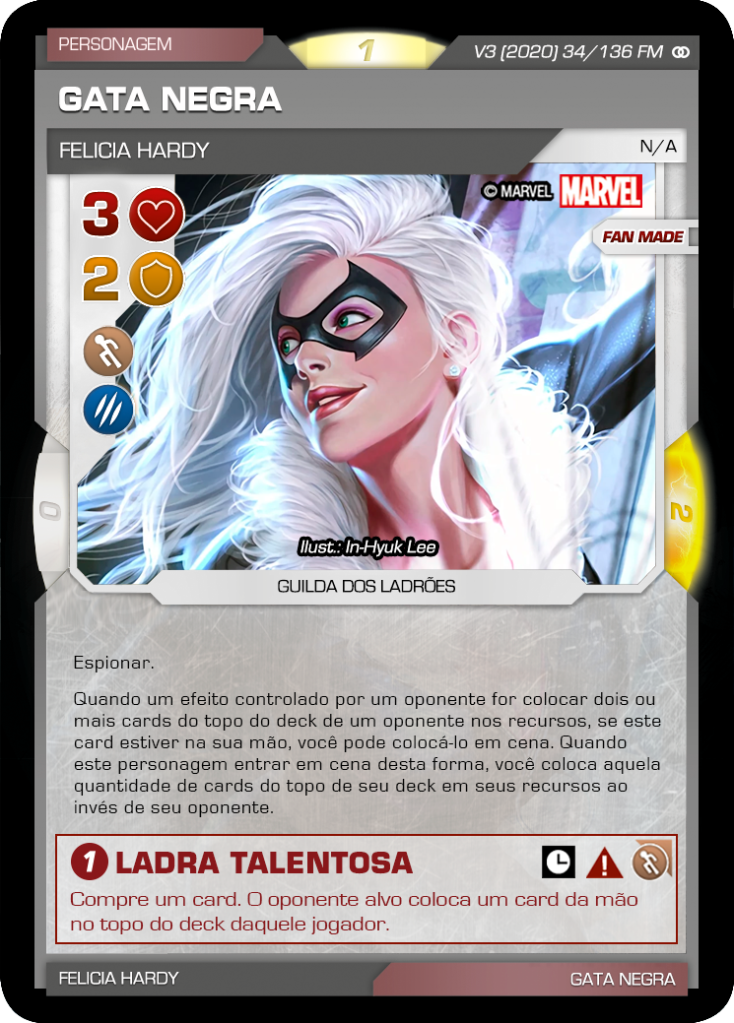 PERSONAGEM
1
V3 (2020) 34/136 FM
GATA NEGRA
FELICIA HARDY
N/A
3
© MARVEL MARVEL
FAN MADE
2
0
2
Illust.: In-Hyuk Lee
GUILDA DOS LADRÕES
Espionar.
Quando um efeito controlado por um oponente for colocar dois ou
mais cards do topo do deck de um oponente nos recursos, se este
card estiver na sua mão, você pode colocá-lo em cena. Quando
este personagem entrar em cena desta forma, você coloca aquela
quantidade de cards do topo de seu deck em seus recursos ao
invés de seu oponente.
1 LADRA TALENTOSA
Compre um card. O oponente alvo coloca um card da mão
no topo do deck daquele jogador.
FELICIA HARDY
GATA NEGRA